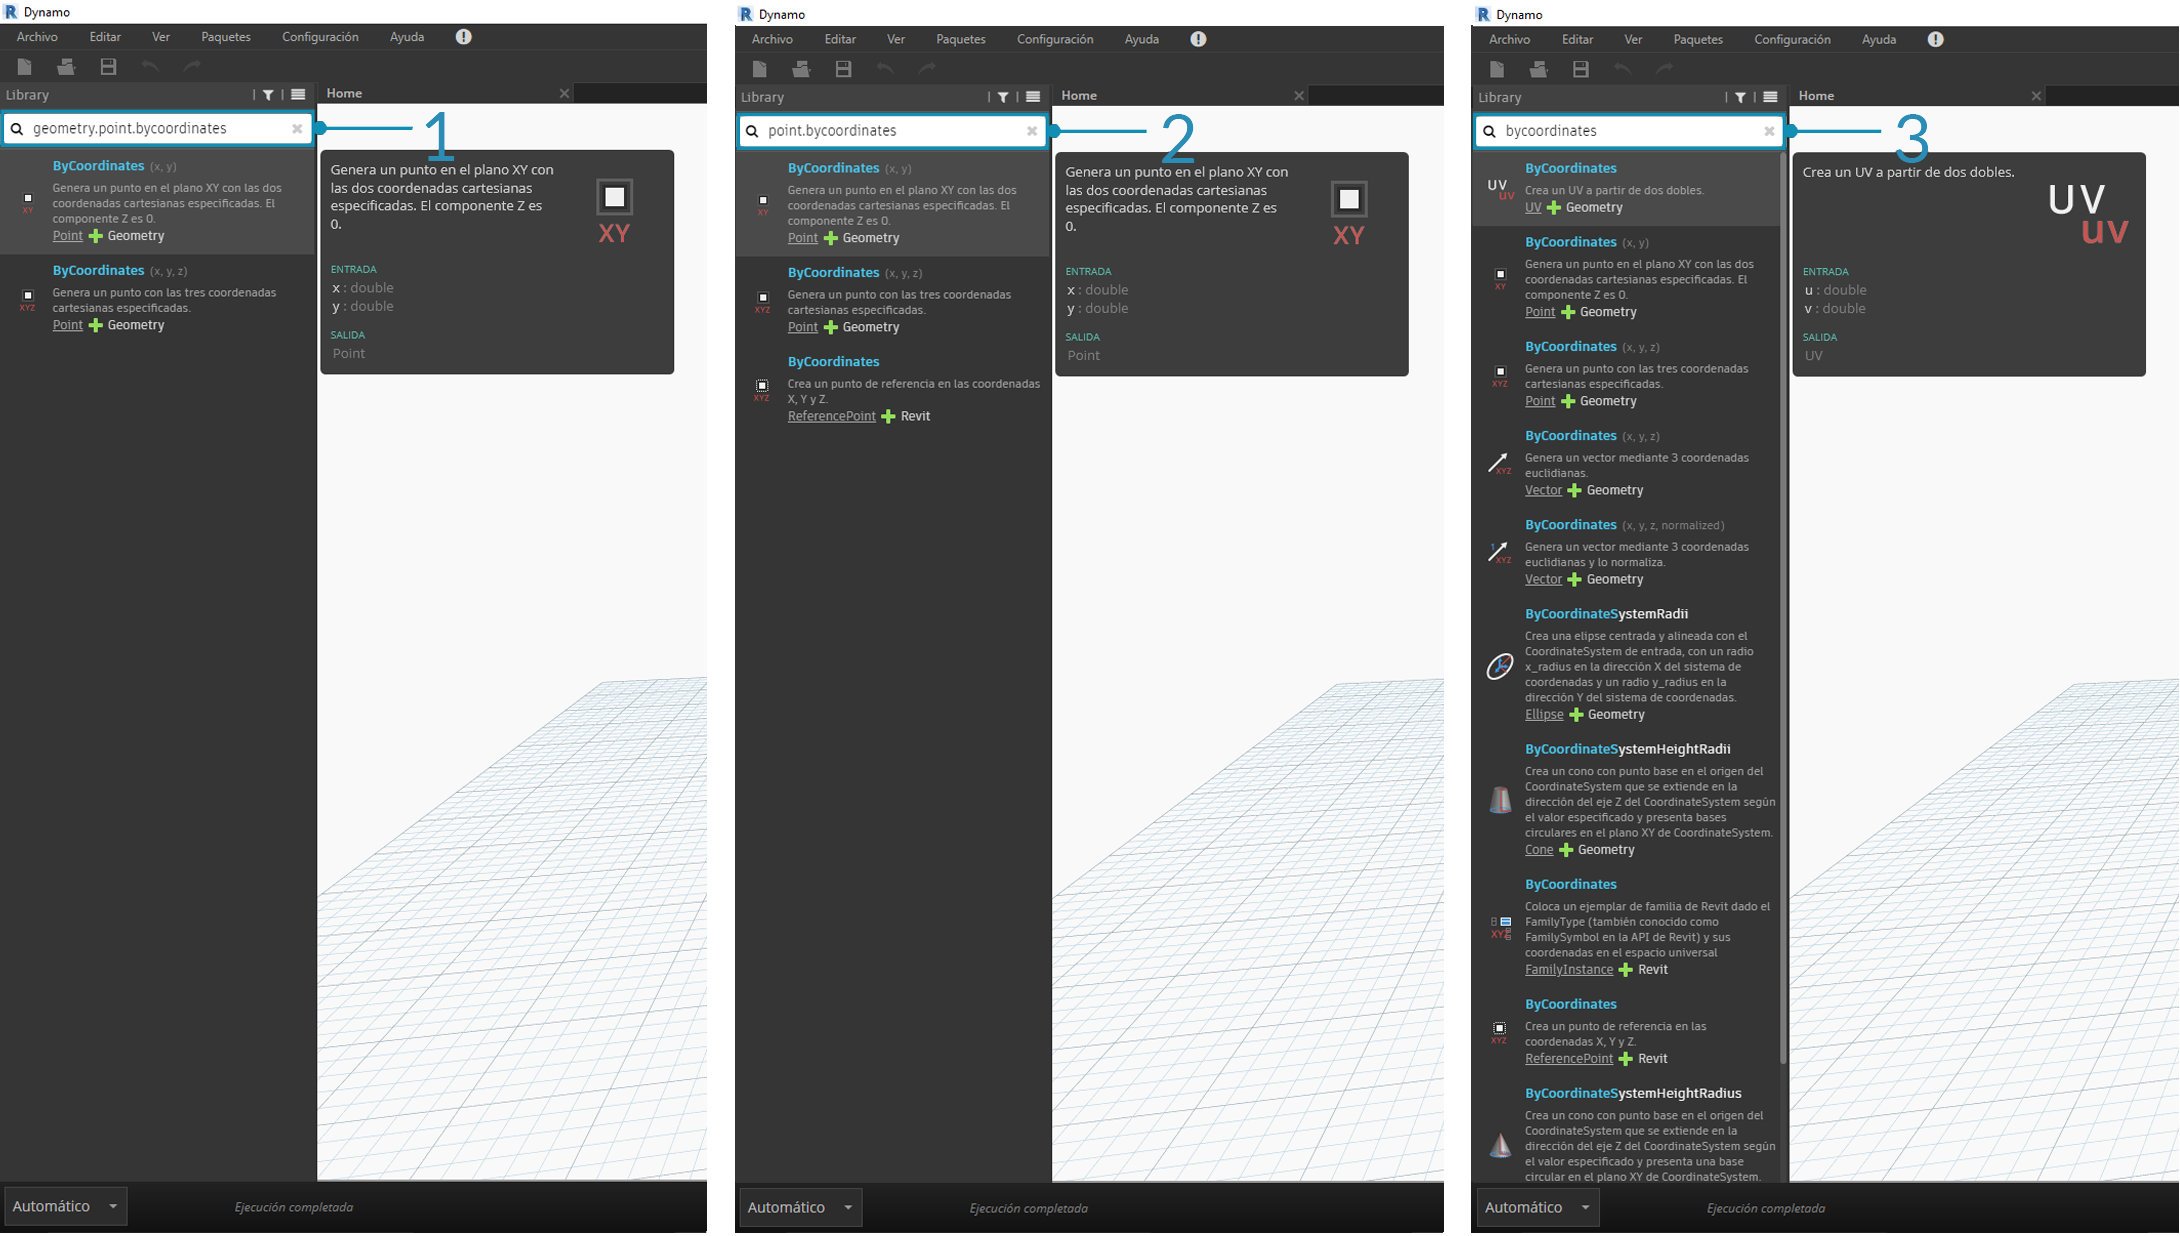 Dynamo
Archivo Editar Ver Paquetes Configuración Ayuda
Library
Home
geometry.point.bycoordinates
1
ByCoordinates (x, y)
Genera un punto en el plano XY con las dos
coordenadas cartesianas especificadas. El
componente Z es 0.
Point Geometry
XY
ByCoordinates (x, y, z)
Genera un punto con las tres coordenadas
cartesianas especificadas.
Point Geometry
XYZ
Genera un punto en el plano XY con
las dos coordenadas cartesianas
especificadas. El componente Z es
0.
XY
ENTRADA
x : double
y : double
SALIDA
Point
Automático
Ejecución completada
Dynamo
Archivo Editar Ver Paquetes Configuración Ayuda
Library
Home
point.bycoordinates
2
ByCoordinates (x, y)
Genera un punto en el plano XY con las dos
coordenadas cartesianas especificadas. El
componente Z es 0.
Point Geometry
XY
ByCoordinates (x, y, z)
Genera un punto con las tres coordenadas
cartesianas especificadas.
Point Geometry
XYZ
ByCoordinates
Crea un punto de referencia en las coordenadas
X, Y y Z.
ReferencePoint Revit
XYZ
Genera un punto en el plano XY con
las dos coordenadas cartesianas
especificadas. El componente Z es
0.
XY
ENTRADA
x : double
y : double
SALIDA
Point
Automático
Ejecución completada
Dynamo
Archivo Editar Ver Paquetes Configuración Ayuda
Library
Home
bycoordinates
3
ByCoordinates
Crea un UV a partir de dos dobles.
UV Geometry
UV
uv
ByCoordinates (x, y)
Genera un punto en el plano XY con las dos
coordenadas cartesianas especificadas. El
componente Z es 0.
Point Geometry
XY
ByCoordinates (x, y, z)
Genera un punto con las tres coordenadas
cartesianas especificadas.
Point Geometry
XYZ
ByCoordinates (x, y, z)
Genera un vector mediante 3 coordenadas
euclidianas.
Vector Geometry
XYZ
ByCoordinates (x, y, z, normalized)
Genera un vector mediante 3 coordenadas
euclidianas y lo normaliza.
Vector Geometry
1
XYZ
ByCoordinateSystemRadii
Crea una elipse centrada y alineada con el
CoordinateSystem de entrada, con un radio
x_radius en la dirección X del sistema de
coordenadas y un radio y_radius en la
dirección Y del sistema de coordenadas.
Ellipse Geometry
ByCoordinateSystemHeightRadii
Crea un cono con punto base en el origen del
CoordinateSystem que se extiende en la
dirección del eje Z del CoordinateSystem según
el valor especificado y presenta bases
circulares en el plano XY de CoordinateSystem.
Cone Geometry
ByCoordinates
Coloca un ejemplar de familia de Revit dado el
FamilyType (también conocido como
FamilySymbol en la API de Revit) y sus
coordenadas en el espacio universal
FamilyInstance Revit
ByCoordinates
Crea un punto de referencia en las
coordenadas X, Y y Z.
ReferencePoint Revit
XYZ
ByCoordinateSystemHeightRadius
Crea un cono con punto base en el origen del
CoordinateSystem que se extiende en la
dirección del eje Z del CoordinateSystem según
el valor especificado y presenta una base
circular en el plano XY de CoordinateSystem.
Crea un UV a partir de dos dobles.
UV
uv
ENTRADA
u : double
v : double
SALIDA
UV
Automático
Ejecución completada